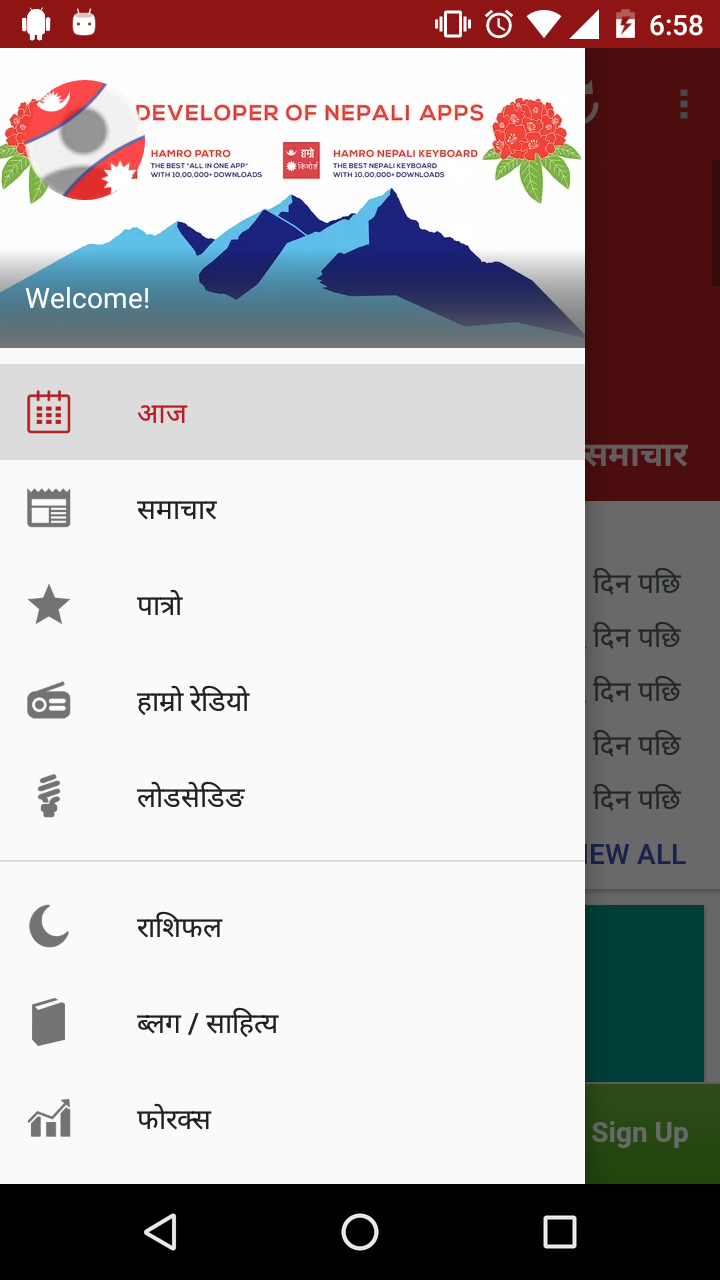 6:58
DEVELOPER OF NEPALI APPS
HAMRO PATRO
THE BEST "ALL IN ONE APP"
WITH 10,00,000+ DOWNLOADS
हाम्रो
किबोर्ड
HAMRO NEPALI KEYBOARD
THE BEST NEPALI KEYBOARD
WITH 10,00,000+ DOWNLOADS
Welcome!
आज
समाचार
समाचार
पात्रो
दिन पछि
हाम्रो रेडियो
दिन पछि
दिन पछि
दिन पछि
लोडसेडिङ
दिन पछि
IEW ALL
राशिफल
ब्लग / साहित्य
फोरक्स
Sign Up